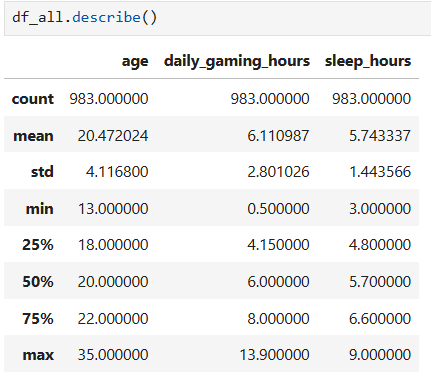 df_all.describe()
age daily_gaming_hours sleep_hours
count 983.000000 983.000000 983.000000
mean 20.472024 6.110987 5.743337
std 4.116800 2.801026 1.443566
min 13.000000 0.500000 3.000000
25% 18.000000 4.150000 4.800000
50% 20.000000 6.000000 5.700000
75% 22.000000 8.000000 6.600000
max 35.000000 13.900000 9.000000